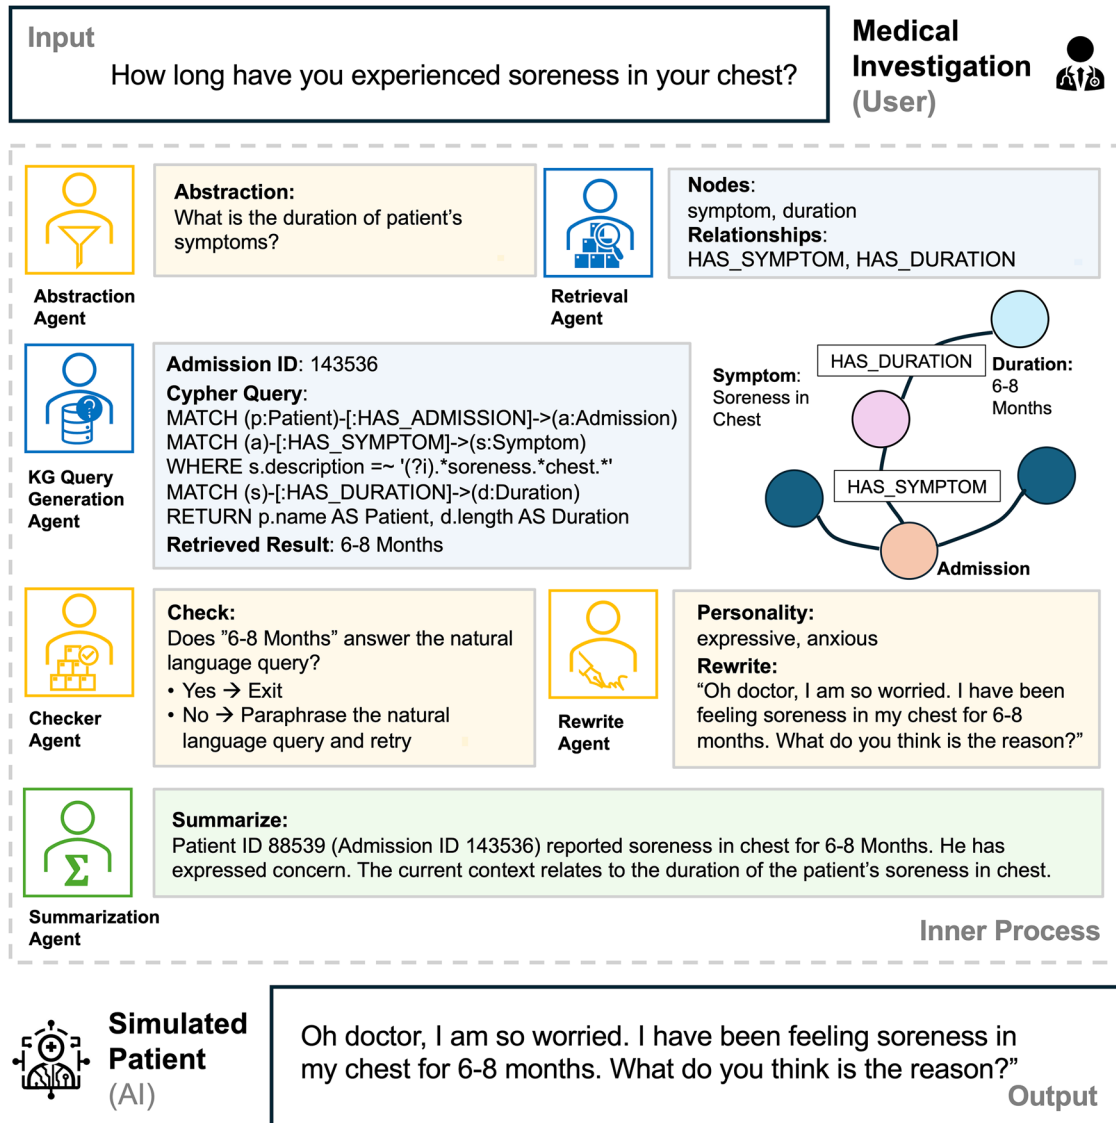 Input
How long have you experienced soreness in your chest?
Medical
Investigation
(User)
Abstraction:
What is the duration of patient's
symptoms?
Abstraction
Agent
Nodes:
symptom, duration
Relationships:
HAS_SYMPTOM, HAS_DURATION
Retrieval
Agent
Admission ID: 143536
Cypher Query:
MATCH (p:Patient)-[:HAS_ADMISSION]->(a:Admission)
MATCH (a)-[:HAS_SYMPTOM]->(s:Symptom)
WHERE s.description =~ '(?i).*soreness.*chest.*'
MATCH (s)-[:HAS_DURATION]->(d:Duration)
RETURN p.name AS Patient, d.length AS Duration
Retrieved Result: 6-8 Months
KG Query
Generation
Agent
HAS_DURATION
Duration:
6-8
Months
Symptom:
Soreness in
Chest
HAS_SYMPTOM
Admission
Check:
Does "6-8 Months" answer the natural
language query?
• Yes → Exit
• No → Paraphrase the natural
language query and retry
Checker
Agent
Personality:
expressive, anxious
Rewrite:
“Oh doctor, I am so worried. I have been
feeling soreness in my chest for 6-8
months. What do you think is the reason?”
Rewrite
Agent
Summarize:
Patient ID 88539 (Admission ID 143536) reported soreness in chest for 6-8 Months. He has
expressed concern. The current context relates to the duration of the patient's soreness in chest.
Summarization
Agent
Inner Process
Simulated
Patient
(AI)
Oh doctor, I am so worried. I have been feeling soreness in
my chest for 6-8 months. What do you think is the reason?”
Output